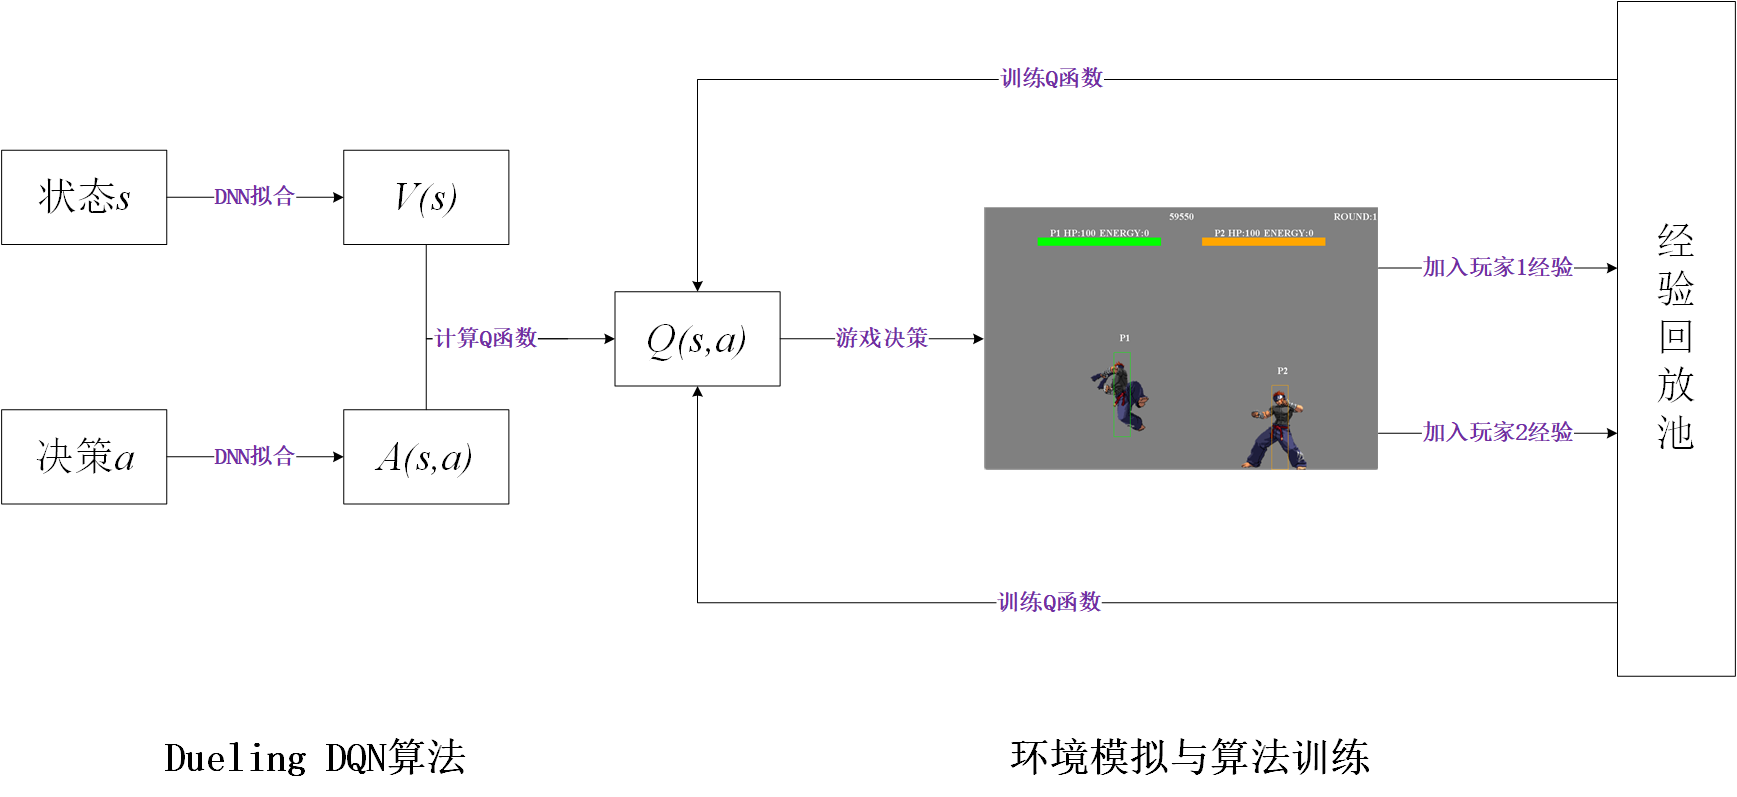 训练Q函数
状态s
DNN拟合
V(s)
59550
ROUND:1
P1 HP:100 ENERGY:0
P2 HP:100 ENERGY:0
加入玩家1经验
经验回放池
计算Q函数
Q(s,a)
游戏决策
P1
P2
决策a
DNN拟合
A(s,a)
加入玩家2经验
训练Q函数
Dueling DQN算法
环境模拟与算法训练